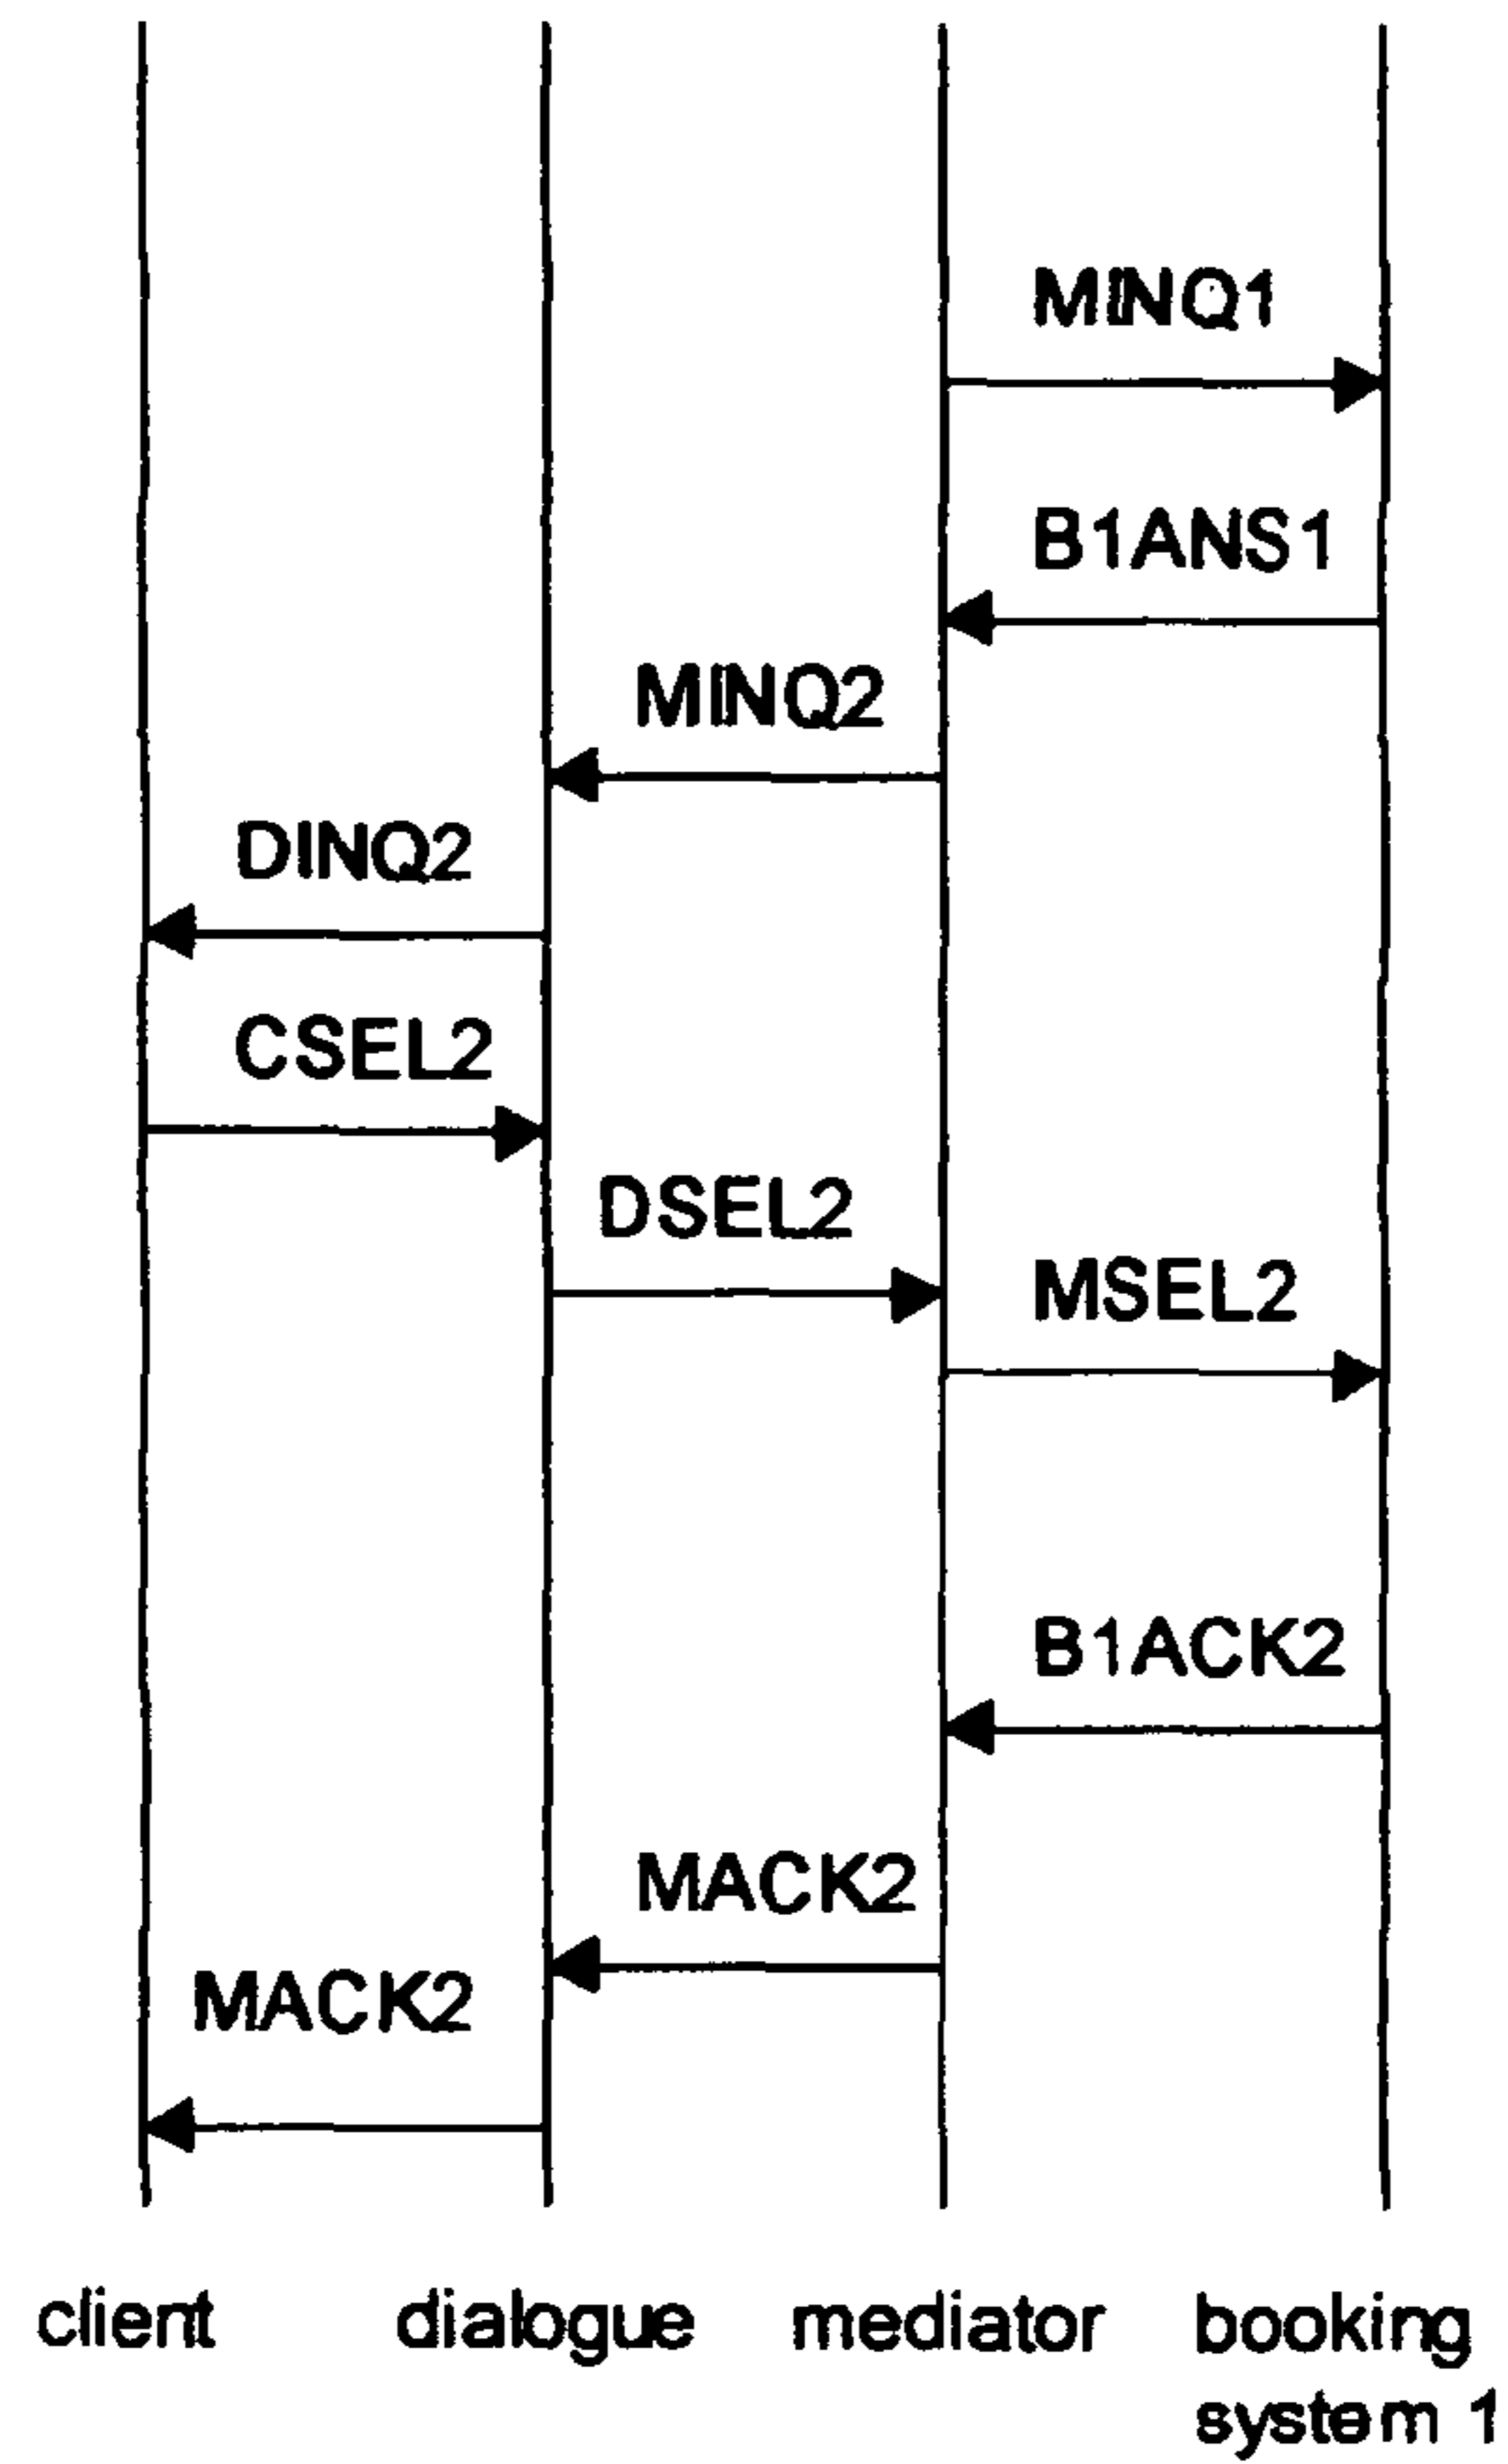 MINQ1
B1ANS1
MINQ2
DINQ2
CSEL2
DSEL2
MSEL2
B1ACK2
MACK2
MACK2
client dialogue mediator booking
system 1